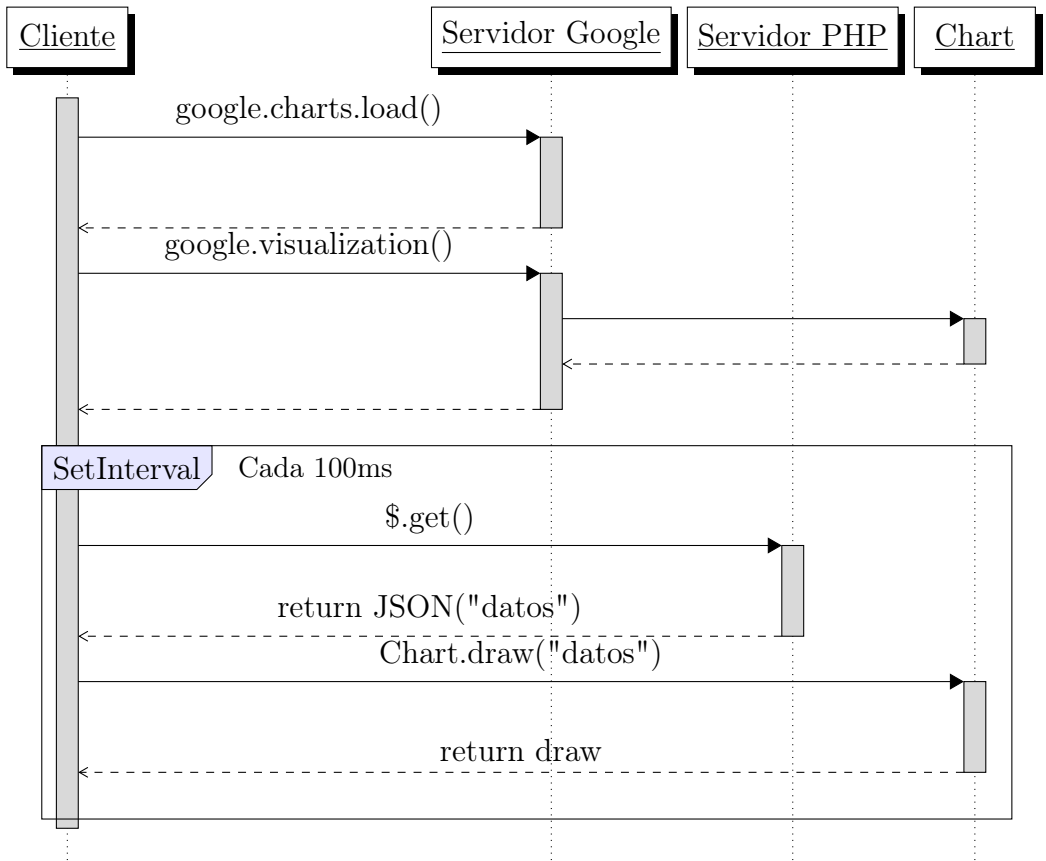 Cliente
Servidor Google
Servidor PHP
Chart
google.charts.load()
google.visualization()
SetInterval
Cada 100ms
$.get()
return JSON("datos")
Chart.draw("datos")
return draw